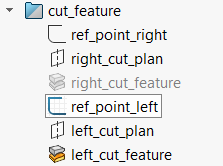 cut_feature
ref_point_right
right_cut_plan
right_cut_feature
ref_point_left
left_cut_plan
left_cut_feature